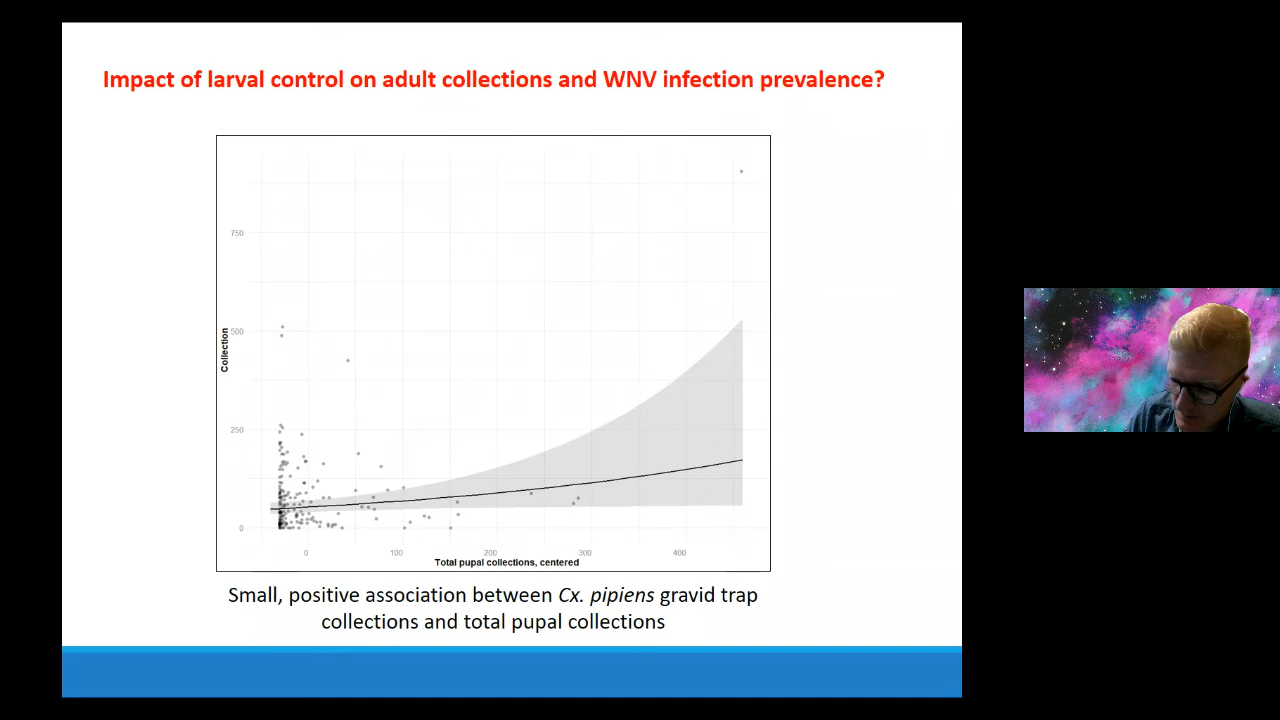 Impact of larval control on adult collections and WNV infection prevalence?
750
500
250
0
Collection
0 100 200 300 400
Total pupal collections, centered
Small, positive association between Cx. pipiens gravid trap
collections and total pupal collections